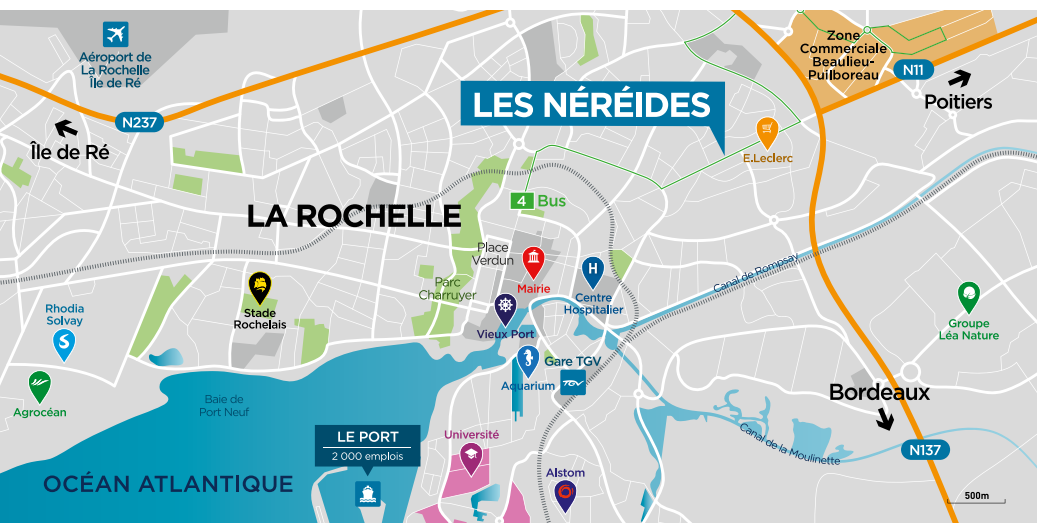 Aéroport de
La Rochelle
Île de Ré
N237
Île de Ré
LES NÉRÉIDES
Zone
Commerciale
Beaulieu-
Puilboreau
N11
Poitiers
E.Leclerc
4 Bus
LA ROCHELLE
Place
Verdun
Mairie
H
Centre
Hospitalier
Canal de Rompsay
Parc
Charruyer
Stade
Rochelais
Vieux Port
Rhodia
Solvay
S
Groupe
Léa Nature
Gare TGV
TGV
Aquarium
Agrocéan
Baie de
Port Neuf
Bordeaux
Canal de la Moulinette
N137
LE PORT
2 000 emplois
Université
Alstom
OCÉAN ATLANTIQUE
500m